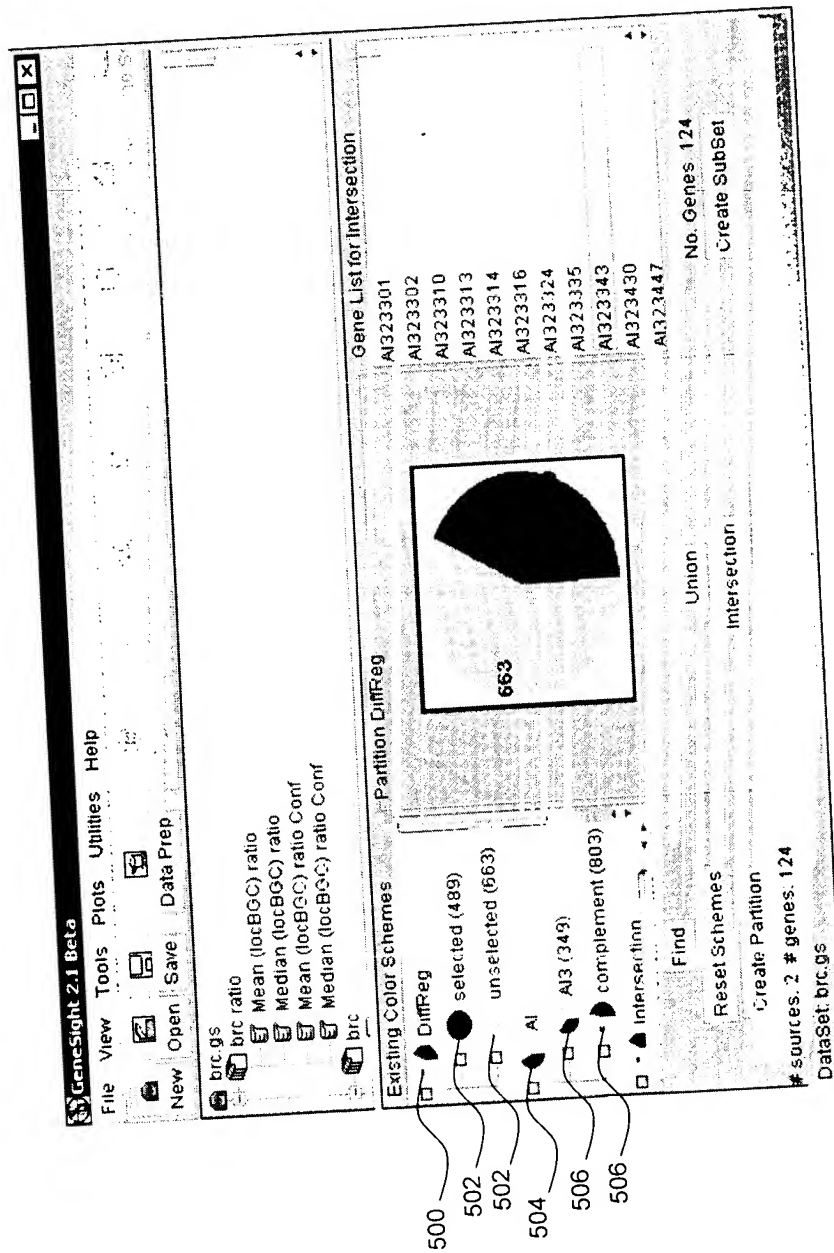 GeneSight 2.1 Beta
File View Tools Plots Utilities Help
New Open Save Data Prep
brc.gs
brc ratio
Mean (locBGC) ratio
Median (locBGC) ratio
Mean (locBGC) ratio Conf
Median (locBGC) ratio Conf
brc
Existing Color Schemes
DiffReg
selected (489)
unselected (663)
AI
AI3 (349)
complement (803)
Intersection
Partition DiffReg
663
Gene List for Intersection
AI323301
AI323302
AI323310
AI323313
AI323314
AI323316
AI323324
AI323335
AI323343
AI323430
AI323447
Find
Union
No. Genes. 124
Reset Schemes
Intersection
Create SubSet
Create Partition
# sources. 2 # genes. 124
DataSet: brc.gs
500
502
502
504
506
506